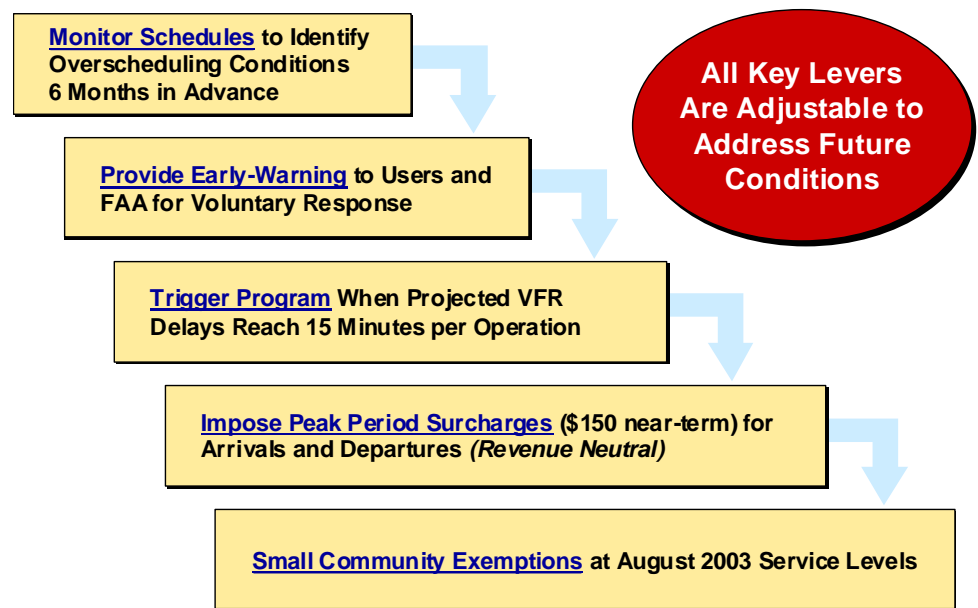 Monitor Schedules to Identify
Overscheduling Conditions
6 Months in Advance
All Key Levers
Are Adjustable to
Address Future
Conditions
Provide Early-Warning to Users and
FAA for Voluntary Response
Trigger Program When Projected VFR
Delays Reach 15 Minutes per Operation
Impose Peak Period Surcharges ($150 near-term) for
Arrivals and Departures (Revenue Neutral)
Small Community Exemptions at August 2003 Service Levels